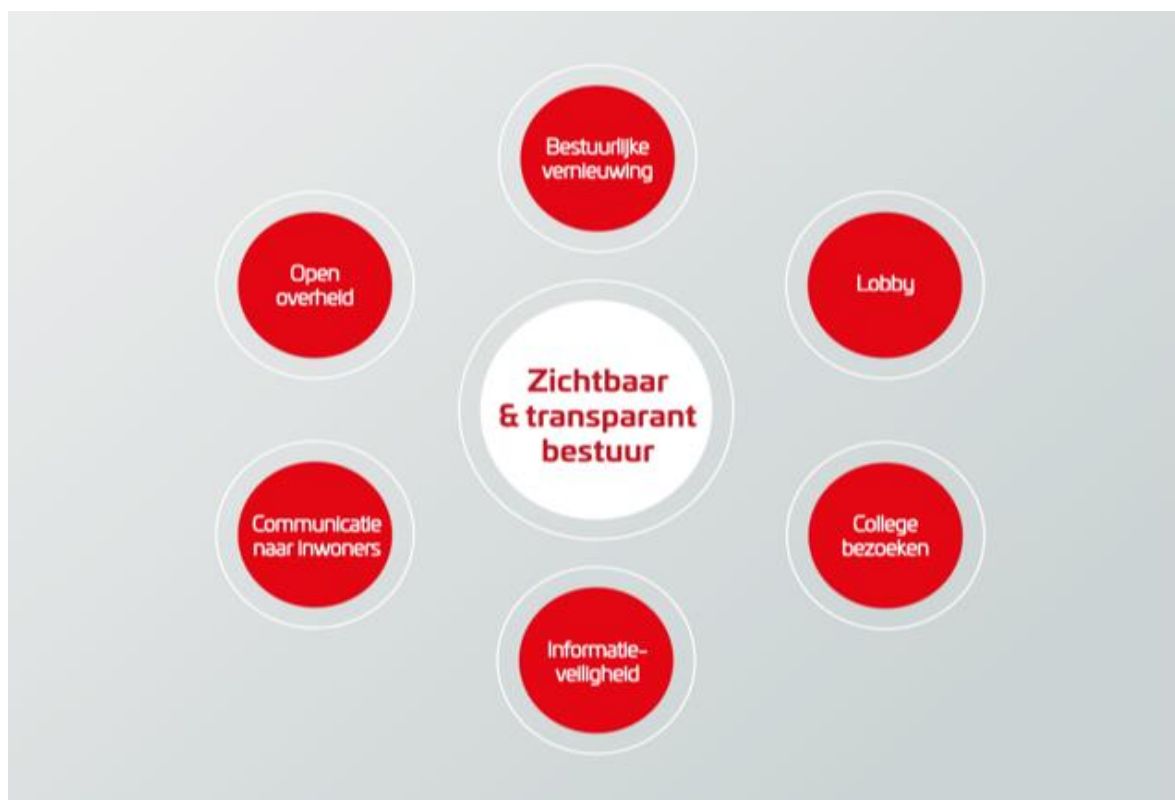 Bestuurlijke
vernieuwing
Open
overheid
Lobby
Zichtbaar
& transparant
bestuur
Communicatie
naar inwoners
College
bezoeken
Informatie-
veiligheid